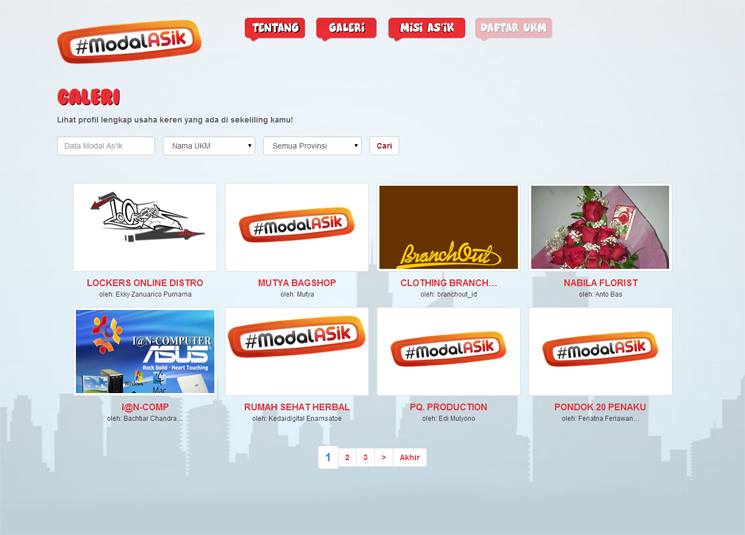 #ModalASik
TENTANG
GALERI
MISI AS'IK
DAFTAR UKM
GALERI
Lihat profil lengkap usaha keren yang ada di sekeliling kamu!
Data Modal As'ik
Nama UKM
Semua Provinsi
Cari
#ModalASik
BranchOut
LOCKERS ONLINE DISTRO
MUTYA BAGSHOP
CLOTHING BRANCH...
NABILA FLORIST
oleh: Ekky Zanuarico Purnama
oleh: Mutya
oleh: branchout_id
oleh: Anto Bas
I@N-COMPUTER
ASUS
Rock Solid · Heart Touching
Mac
#ModalASik
#ModalASik
#ModalASik
I@N-COMP
RUMAH SEHAT HERBAL
PQ. PRODUCTION
PONDOK 20 PENAKU
oleh: Bachtiar Chandra...
oleh: Kedaidigital Enamsatoe
oleh: Edi Mulyono
oleh: Feriatna Feriawan...
1
2
3
>
Akhir